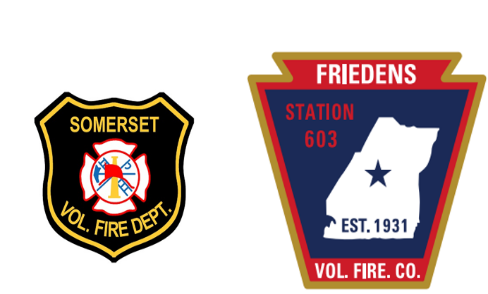 SOMERSET
VOL. FIRE DEPT.
FRIEDENS
STATION
603
EST. 1931
VOL. FIRE. CO.